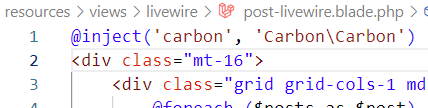 resources > views > livewire > post-livewire.blade.php >
1 @inject('carbon', 'Carbon\Carbon')
2 <div class="mt-16">
3 <div class="grid grid-cols-1 md
@foreach ($posts as $post)